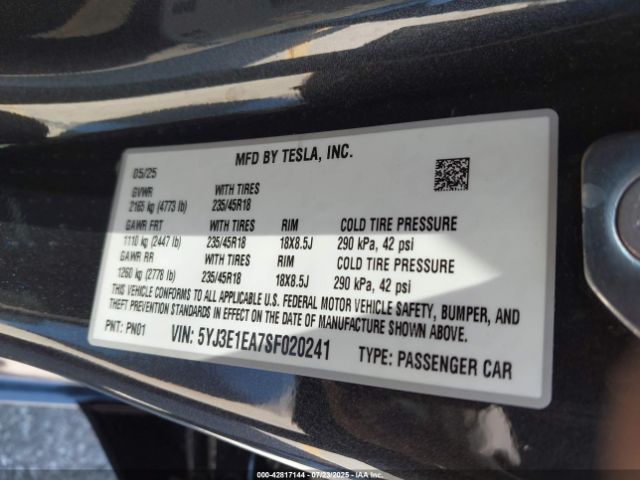 MFD BY TESLA, INC.
05/25
GVWR WITH TIRES
2165 kg (4773 lb) 235/45R18
GAWR FRT WITH TIRES RIM COLD TIRE PRESSURE
1110 kg (2447 lb) 235/45R18 18X8.5J 290 kPa, 42 psi
GAWR RR WITH TIRES RIM COLD TIRE PRESSURE
1260 kg (2778 lb) 235/45R18 18X8.5J 290 kPa, 42 psi
THIS VEHICLE CONFORMS TO ALL APPLICABLE U.S. FEDERAL MOTOR VEHICLE SAFETY, BUMPER, AND
THEFT PREVENTION STANDARDS IN EFFECT ON THE DATE OF MANUFACTURE SHOWN ABOVE.
PNT: PN01 VIN: 5YJ3E1EA7SF020241 TYPE: PASSENGER CAR
000-42817144 - 07/23/2025 - IAAI.COM